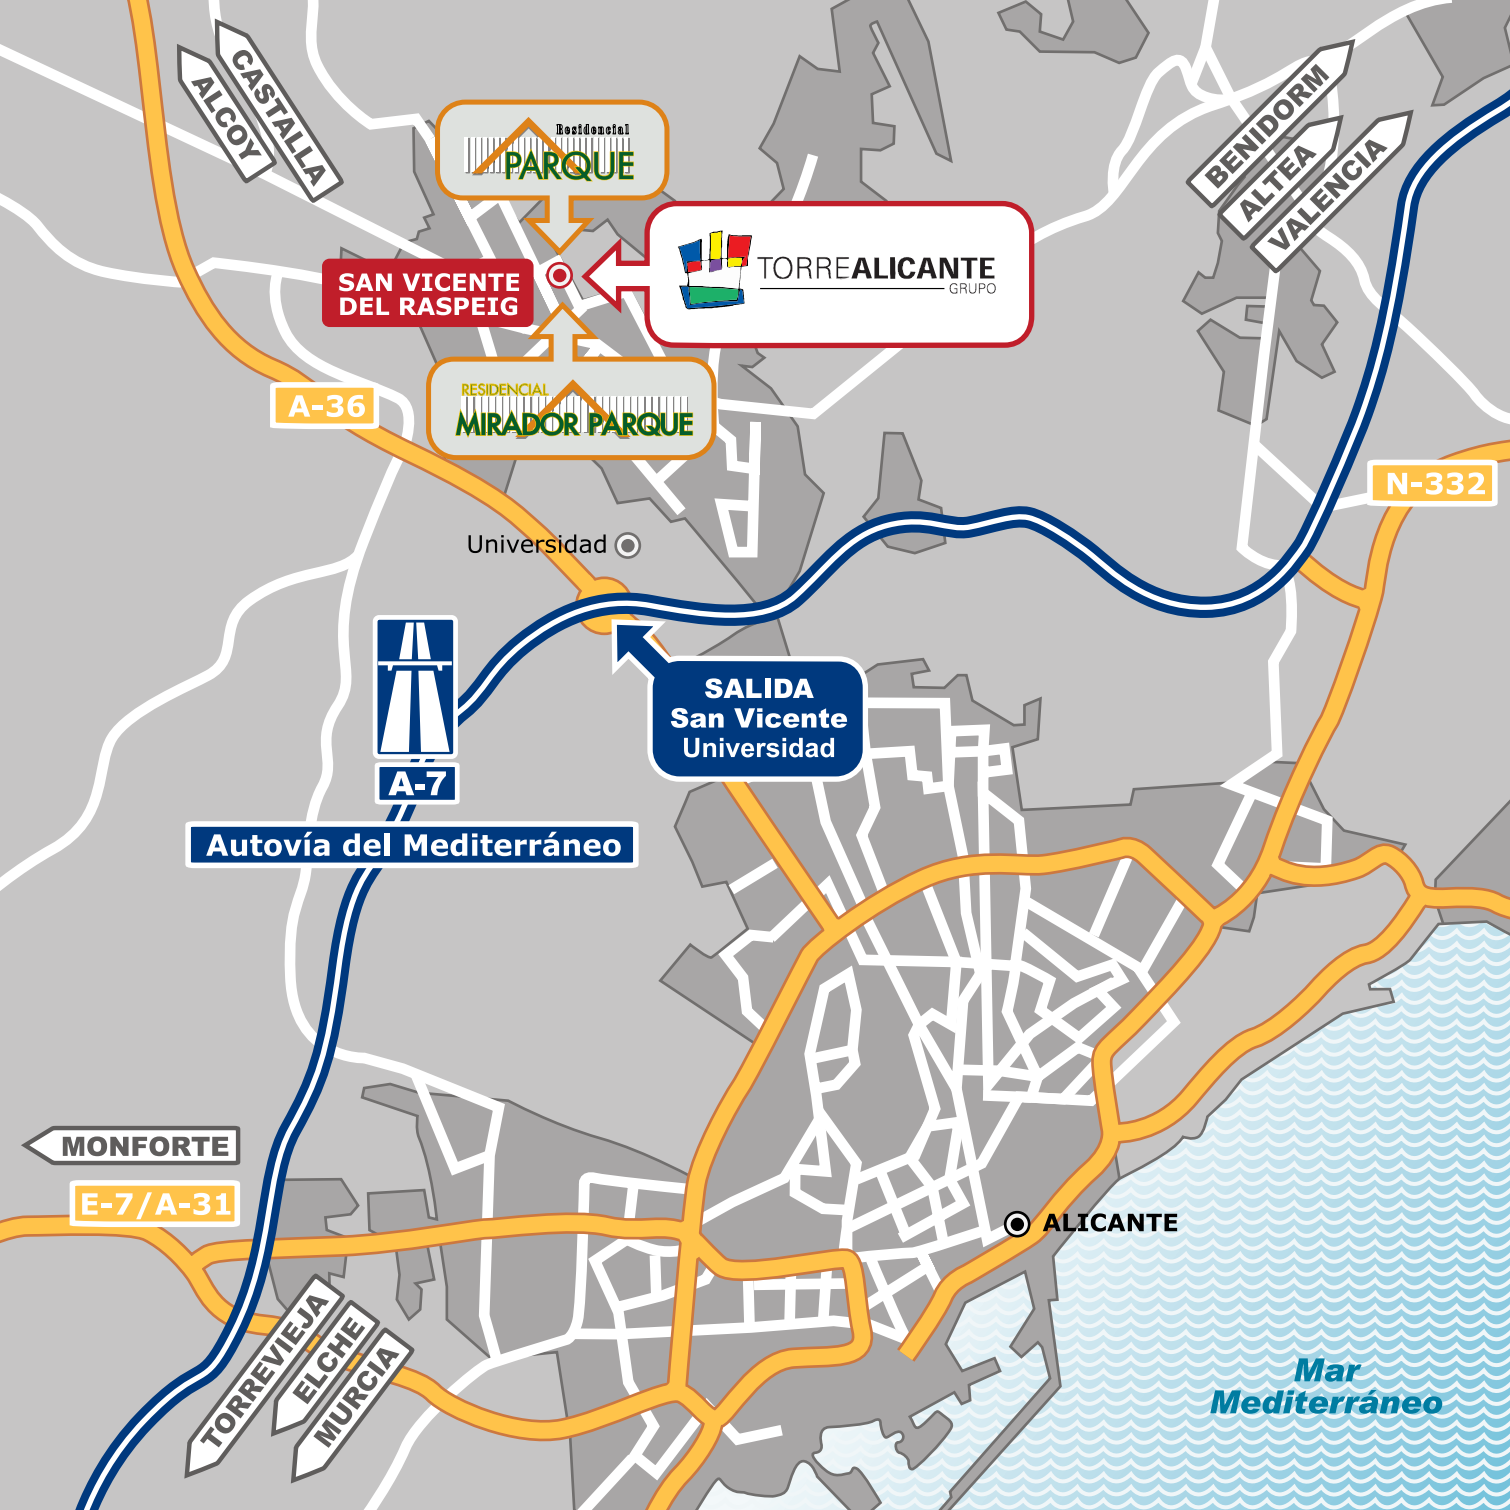 CASTALLA
ALCOY
BENIDORM
ALTEA
VALENCIA
Residencial
PARQUE
SAN VICENTE
DEL RASPEIG
TORREALICANTE
GRUPO
RESIDENCIAL
MIRADOR PARQUE
A-36
N-332
Universidad
SALIDA
San Vicente
Universidad
A-7
Autovía del Mediterráneo
MONFORTE
E-7/A-31
ALICANTE
TORREVIEJA
ELCHE
MURCIA
Mar
Mediterráneo